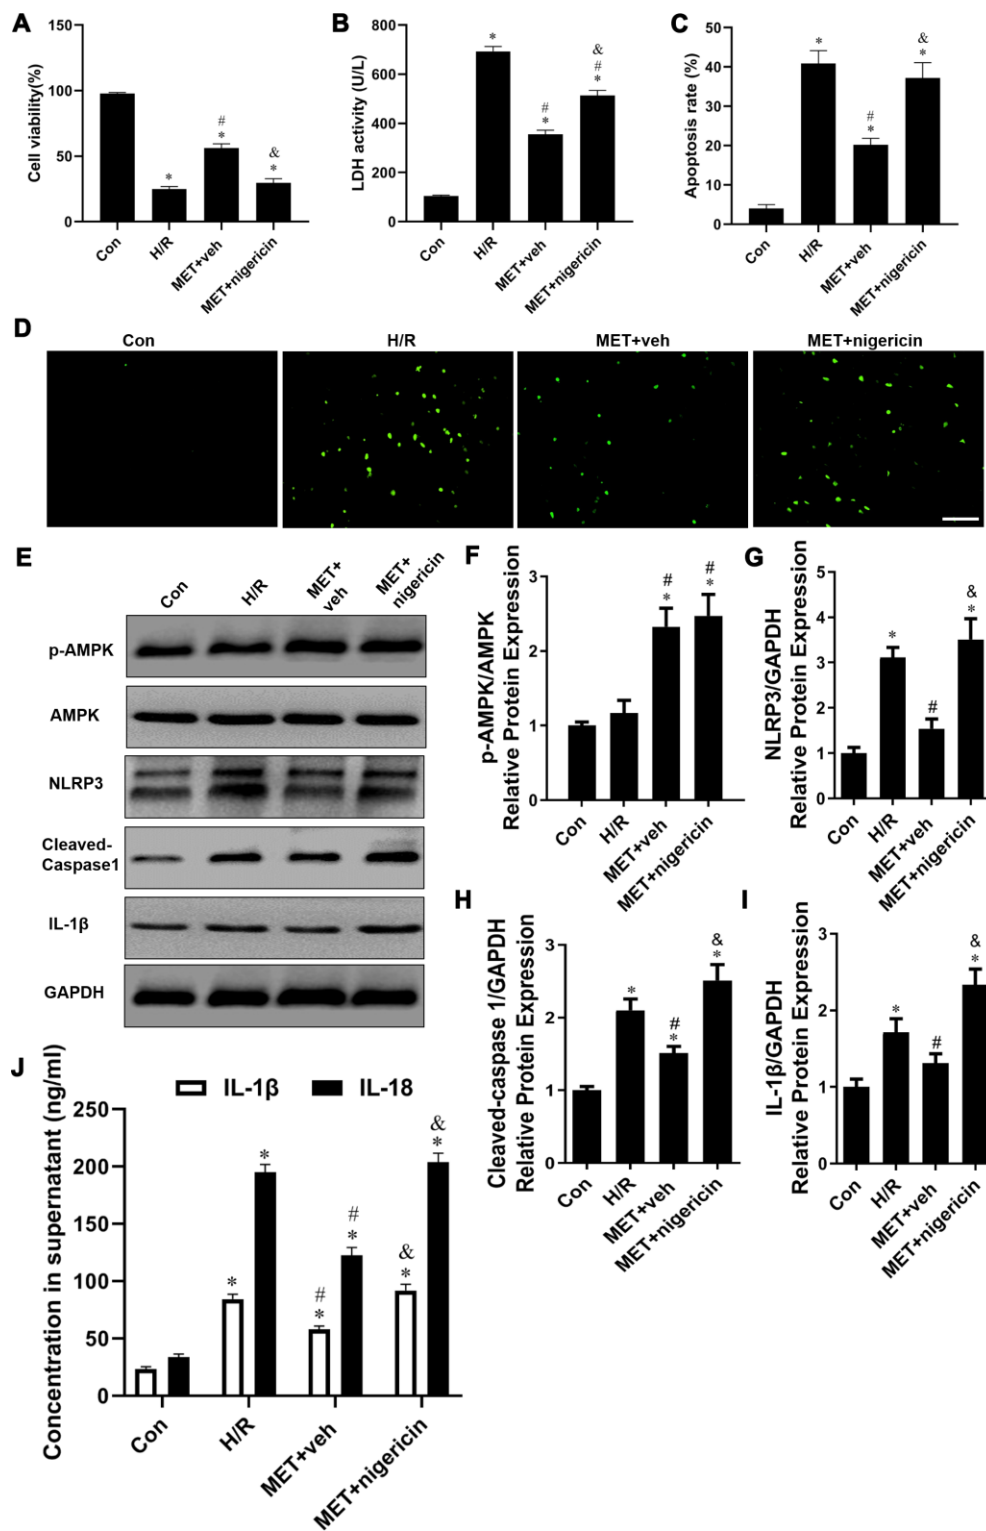 A
Cell viability(%)
150
100
50
0
*
#
*
&
*
Con
H/R
MET+veh
MET+nigericin
B
LDH activity (U/L)
800
600
400
200
0
*
#
*
&
#
*
Con
H/R
MET+veh
MET+nigericin
C
Apoptosis rate (%)
50
40
30
20
10
0
*
#
*
&
*
Con
H/R
MET+veh
MET+nigericin
D
Con
H/R
MET+veh
MET+nigericin
E
Con
H/R
MET+
veh
MET+
nigericin
p-AMPK
AMPK
NLRP3
Cleaved-
Caspase1
IL-1β
GAPDH
F
p-AMPK/AMPK
Relative Protein Expression
3
2
1
0
#
*
#
*
Con
H/R
MET+veh
MET+nigericin
G
NLRP3/GAPDH
Relative Protein Expression
5
4
3
2
1
0
*
#
&
*
Con
H/R
MET+veh
MET+nigericin
H
Cleaved-caspase 1/GAPDH
Relative Protein Expression
3
2
1
0
*
#
*
&
*
Con
H/R
MET+veh
MET+nigericin
I
IL-1β/GAPDH
Relative Protein Expression
3
2
1
0
*
#
&
*
Con
H/R
MET+veh
MET+nigericin
J
IL-1β IL-18
Concentration in supernatant (ng/ml)
250
200
150
100
50
0
*
*
#
*
#
*
&
*
&
*
Con
H/R
MET+veh
MET+nigericin